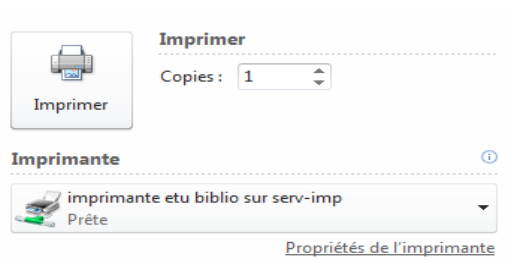 Imprimer
Copies : 1
Imprimer
Imprimante
imprimante etu biblio sur serv-imp
Prête
Propriétés de l'imprimante